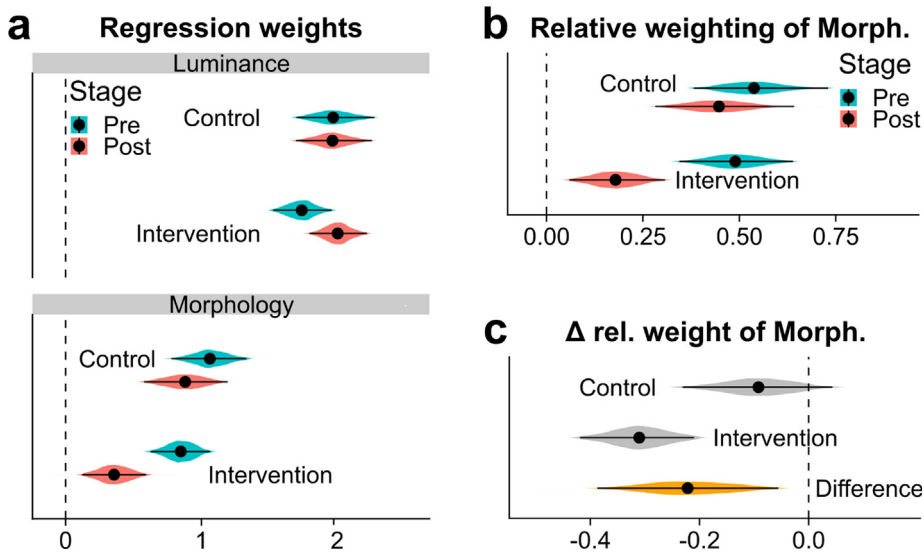 a
Regression weights
Luminance
Stage
Pre
Post
Control
Intervention
Morphology
Control
Intervention
0 1 2
b
Relative weighting of Morph.
Stage
Pre
Post
Control
Intervention
0.00 0.25 0.50 0.75
c
Δ rel. weight of Morph.
Control
Intervention
Difference
-0.4 -0.2 0.0